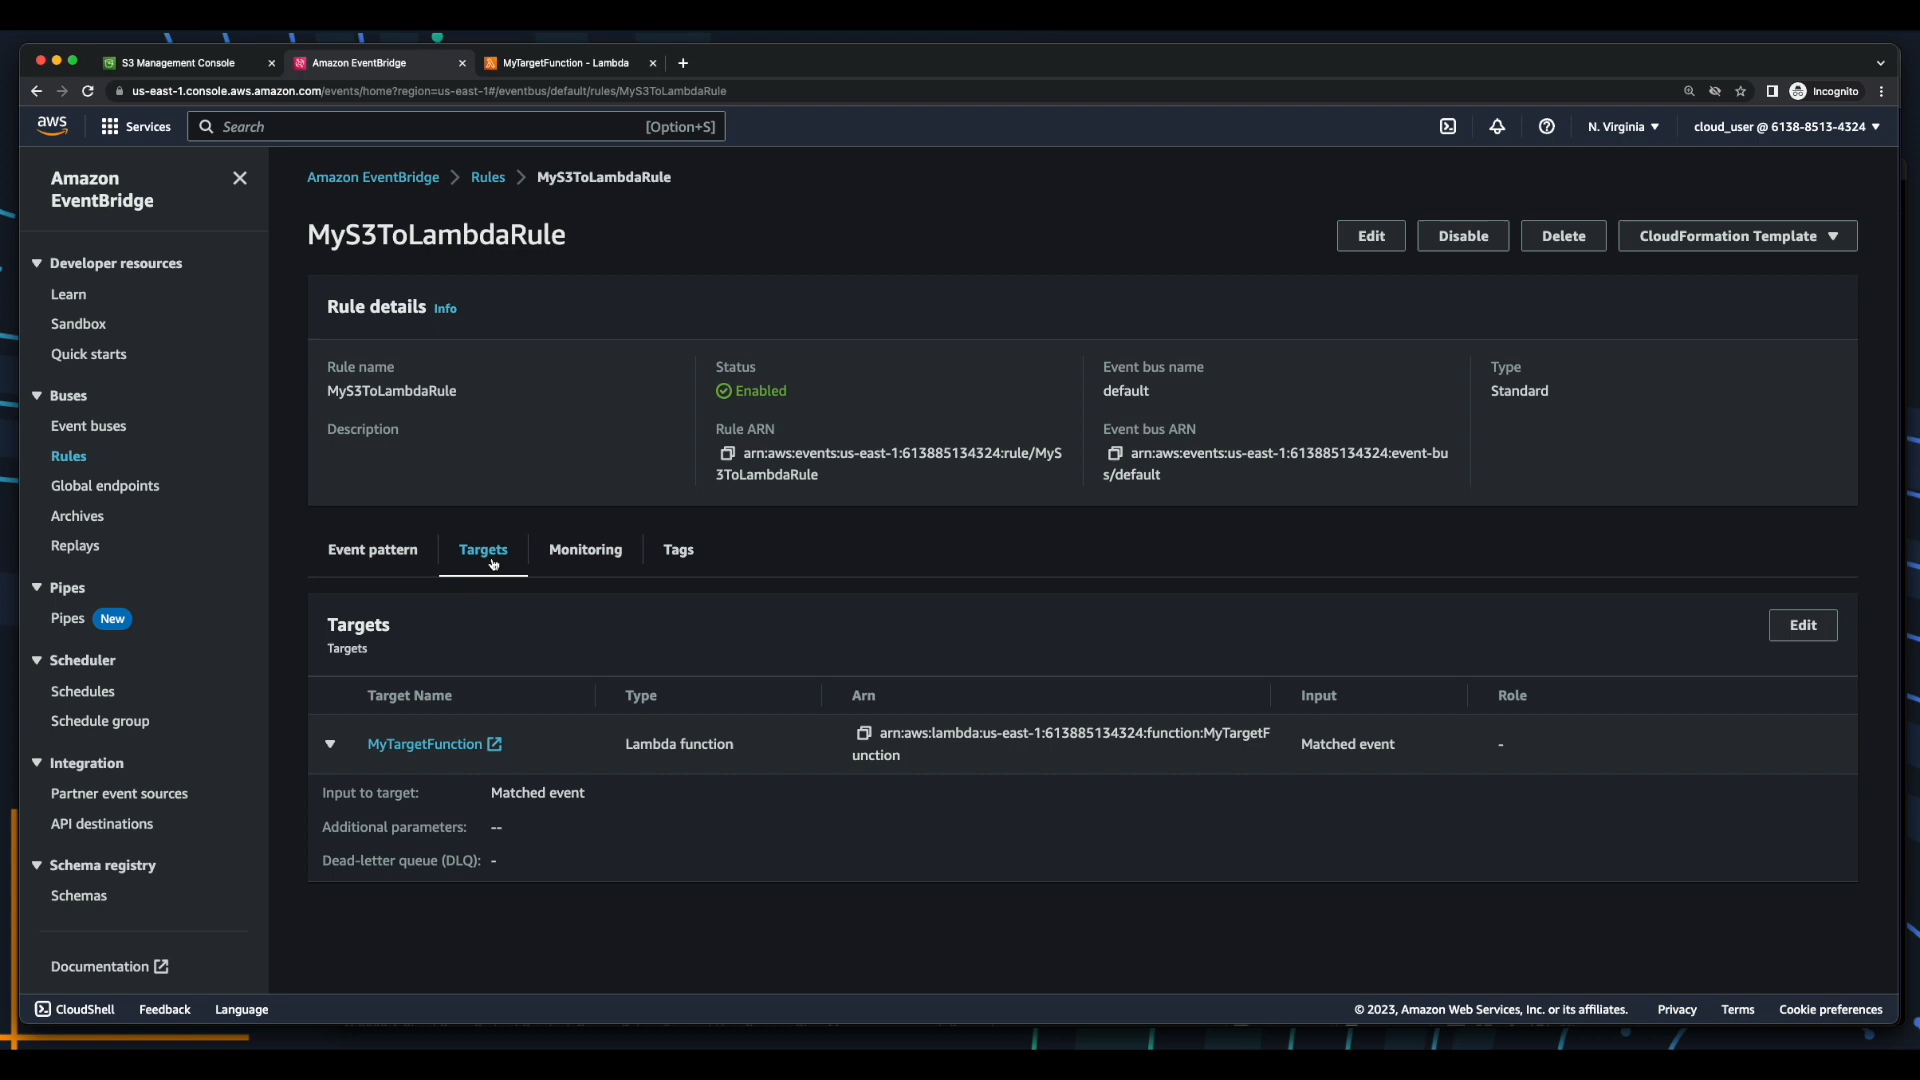 S3 Management Console
Amazon EventBridge
MyTargetFunction - Lambda
us-east-1.console.aws.amazon.com/events/home?region=us-east-1#/eventbus/default/rules/MyS3ToLambdaRule
Incognito
aws
Services
Search
[Option+S]
N. Virginia
cloud_user @ 6138-8513-4324
Amazon
EventBridge
Developer resources
Learn
Sandbox
Quick starts
Buses
Event buses
Rules
Global endpoints
Archives
Replays
Pipes
Pipes New
Scheduler
Schedules
Schedule group
Integration
Partner event sources
API destinations
Schema registry
Schemas
Documentation
Amazon EventBridge > Rules > MyS3ToLambdaRule
MyS3ToLambdaRule
Edit
Disable
Delete
CloudFormation Template
Rule details Info
Rule name
MyS3ToLambdaRule
Description
Status
Enabled
Rule ARN
arn:aws:events:us-east-1:613885134324:rule/MyS
3ToLambdaRule
Event bus name
default
Event bus ARN
arn:aws:events:us-east-1:613885134324:event-bu
s/default
Type
Standard
Event pattern
Targets
Monitoring
Tags
Targets
Targets
Edit
Target Name
Type
Arn
Input
Role
MyTargetFunction
Lambda function
arn:aws:lambda:us-east-1:613885134324:function:MyTargetF
unction
Matched event
-
Input to target: Matched event
Additional parameters: --
Dead-letter queue (DLQ): -
CloudShell
Feedback
Language
© 2023, Amazon Web Services, Inc. or its affiliates.
Privacy
Terms
Cookie preferences